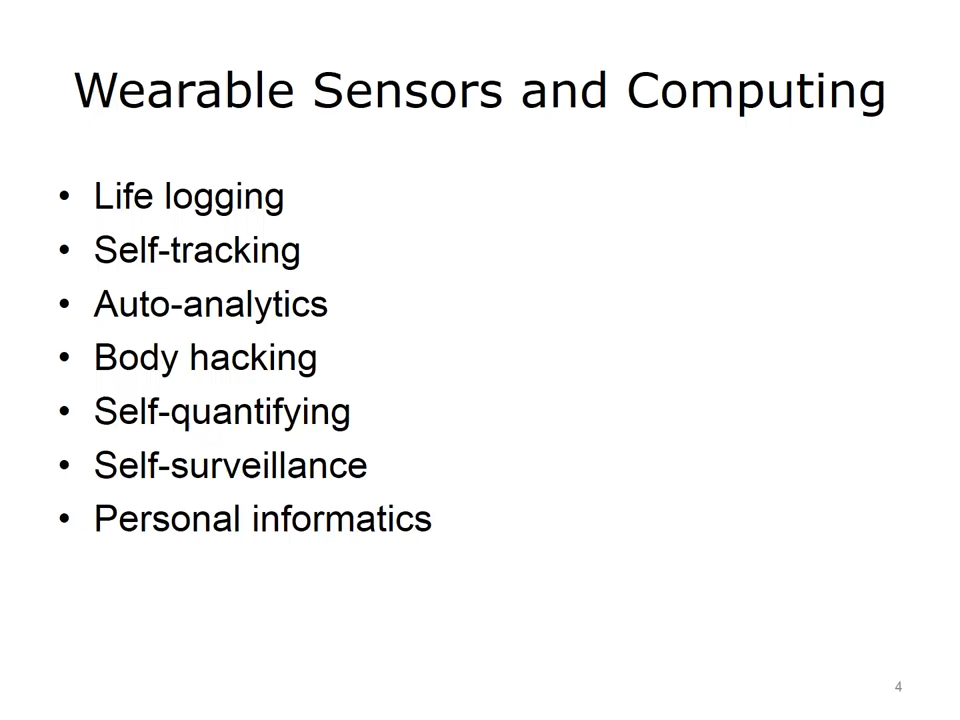 Wearable Sensors and Computing
• Life logging
• Self-tracking
• Auto-analytics
• Body hacking
• Self-quantifying
• Self-surveillance
• Personal informatics
4